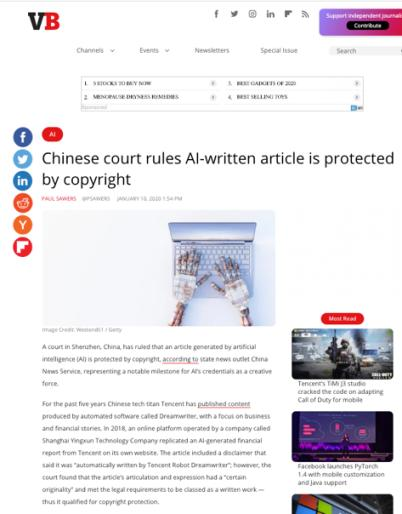 VB
Support independent journalism
Contribute
Channels
Events
Newsletters
Special Issue
Search
1. 5 STOCKS TO BUY NOW
3. BEST GADGETS OF 2020
2. MENOPAUSE DRYNESS REMEDIES
4. BEST SELLING TOYS
Sponsored
AI
Chinese court rules AI-written article is protected
by copyright
PAUL SAWERS @PSAWERS JANUARY 10, 2020 1:54 PM
Image Credit: Westend61 / Getty
A court in Shenzhen, China, has ruled that an article generated by artificial
intelligence (AI) is protected by copyright, according to state news outlet China
News Service, representing a notable milestone for AI's credentials as a creative
force.
For the past five years Chinese tech titan Tencent has published content
produced by automated software called Dreamwriter, with a focus on business
and financial stories. In 2018, an online platform operated by a company called
Shanghai Yingxun Technology Company replicated an AI-generated financial
report from Tencent on its own website. The article included a disclaimer that
said it was "automatically written by Tencent Robot Dreamwriter"; however, the
court found that the article's articulation and expression had a "certain
originality" and met the legal requirements to be classed as a written work —
thus it qualified for copyright protection.
Most Read
CALL OF DUTY
Tencent's TiMi J3 studio
cracked the code on adapting
Call of Duty for mobile
Facebook launches PyTorch
1.4 with mobile customization
and Java support